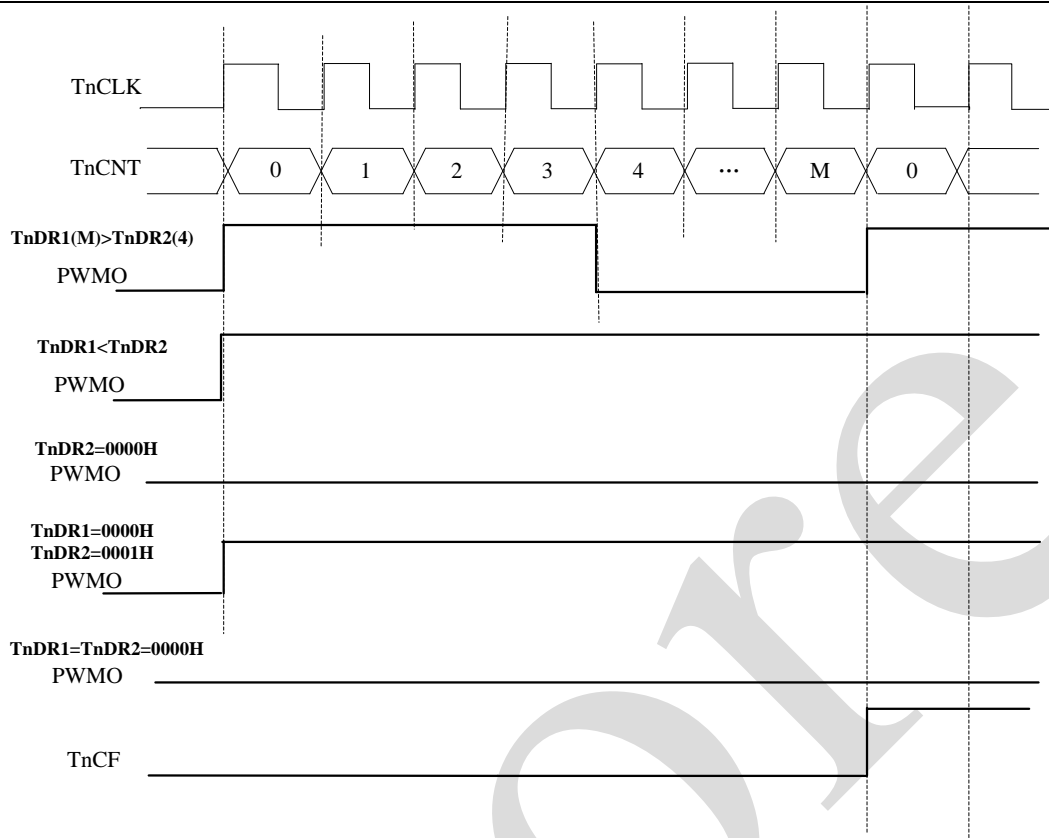 TnCLK
TnCNT
0 1 2 3 4 ... M 0
TnDR1(M)>TnDR2(4)
PWMO
TnDR1<TnDR2
PWMO
TnDR2=0000H
PWMO
TnDR1=0000H
TnDR2=0001H
PWMO
TnDR1=TnDR2=0000H
PWMO
TnCF
ore